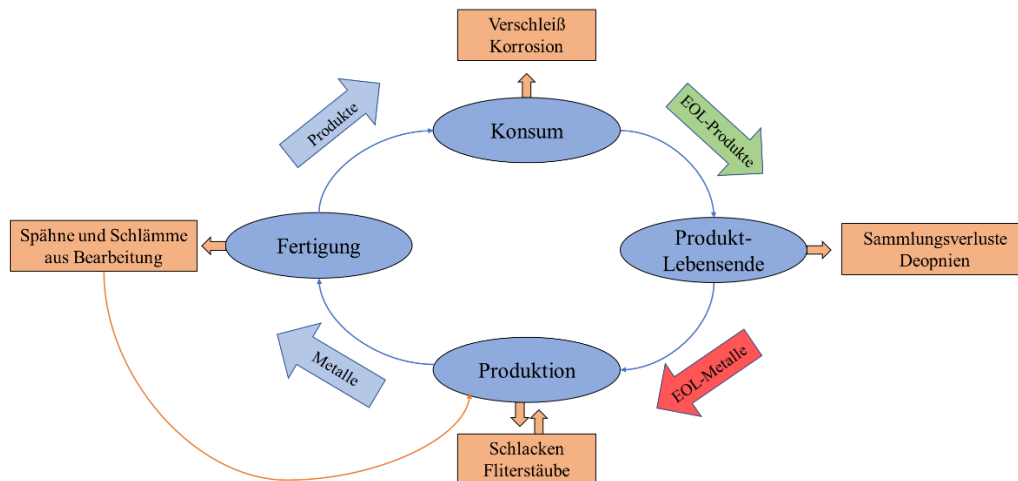 Verschleiß
Korrosion
Produkte
Konsum
EOL-Produkte
Spähne und Schlämme
aus Bearbeitung
Fertigung
Produkt-
Lebensende
Sammlungsverluste
Deopnien
Metalle
Produktion
EOL-Metalle
Schlacken
Fliterstäube